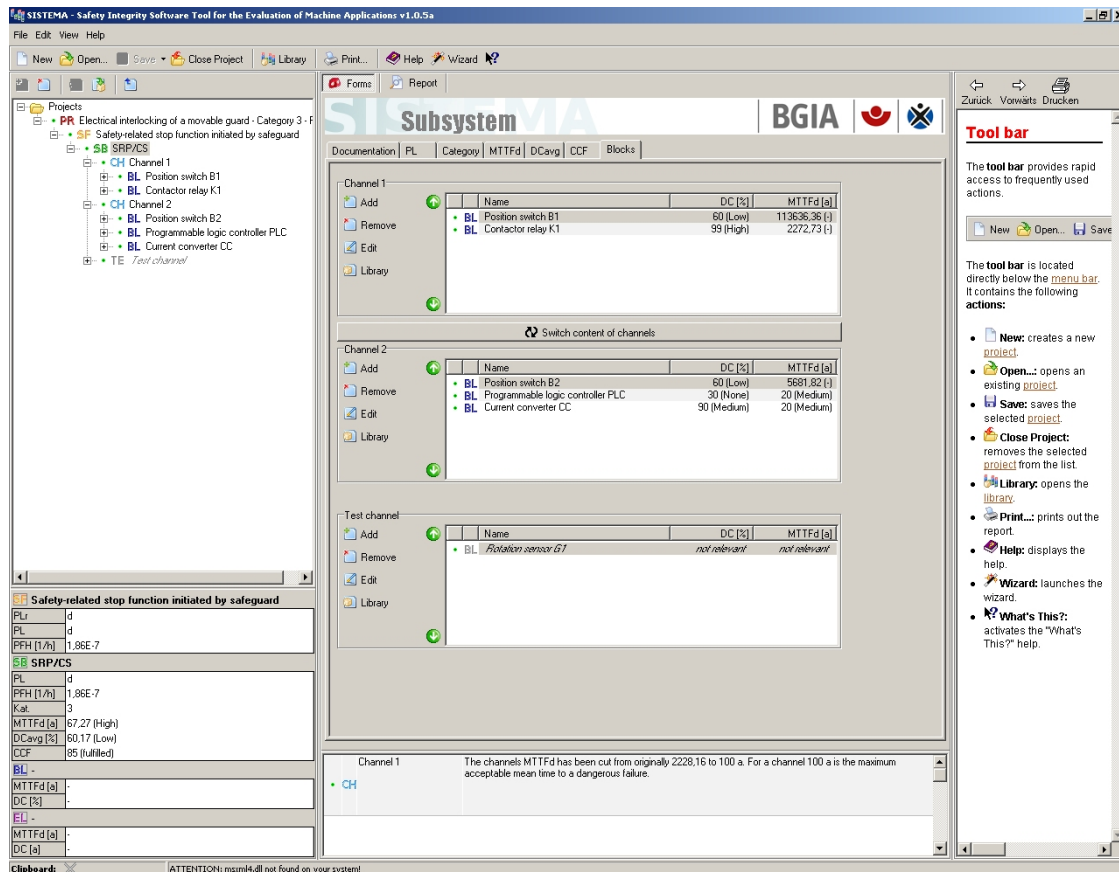 SISTEMA - Safety Integrity Software Tool for the Evaluation of Machine Applications v1.0.5a
File Edit View Help
New Open... Save Close Project Library Print... Help Wizard
Projects
PR Electrical interlocking of a movable guard - Category 3 - F
SF Safety-related stop function initiated by safeguard
SB SRP/CS
CH Channel 1
BL Position switch B1
BL Contactor relay K1
CH Channel 2
BL Position switch B2
BL Programmable logic controller PLC
BL Current converter CC
TE Test channel
SF Safety-related stop function initiated by safeguard
PLr d
PL d
PFH [1/h] 1,86E-7
SB SRP/CS
PL d
PFH [1/h] 1,86E-7
Kat. 3
MTTFd [a] 67,27 (High)
DCavg [%] 60,17 (Low)
CCF 85 (fulfilled)
BL -
MTTFd [a] -
DC [%] -
EL -
MTTFd [a] -
DC [a] -
Forms Report
SISTEMA
Subsystem
BGIA
Documentation PL Category MTTFd DCavg CCF Blocks
Channel 1
Add
Remove
Edit
Library
Name DC [%] MTTFd [a]
BL Position switch B1 60 (Low) 113636,36 (-)
BL Contactor relay K1 99 (High) 2272,73 (-)
Switch content of channels
Channel 2
Add
Remove
Edit
Library
Name DC [%] MTTFd [a]
BL Position switch B2 60 (Low) 5681,82 (-)
BL Programmable logic controller PLC 30 (None) 20 (Medium)
BL Current converter CC 90 (Medium) 20 (Medium)
Test channel
Add
Remove
Edit
Library
Name DC [%] MTTFd [a]
BL Rotation sensor G1 not relevant not relevant
Channel 1 The channels MTTFd has been cut from originally 2228,16 to 100 a. For a channel 100 a is the maximum
acceptable mean time to a dangerous failure.
CH
Zurück Vorwärts Drucken
Tool bar
The tool bar provides rapid
access to frequently used
actions.
New Open... Save
The tool bar is located
directly below the menu bar.
It contains the following
actions:
New: creates a new
project.
Open...: opens an
existing project.
Save: saves the
selected project.
Close Project:
removes the selected
project from the list.
Library: opens the
library.
Print...: prints out the
report.
Help: displays the
help.
Wizard: launches the
wizard.
What's This?:
activates the "What's
This?" help.
Clipboard: ATTENTION: msxml4.dll not found on your system!